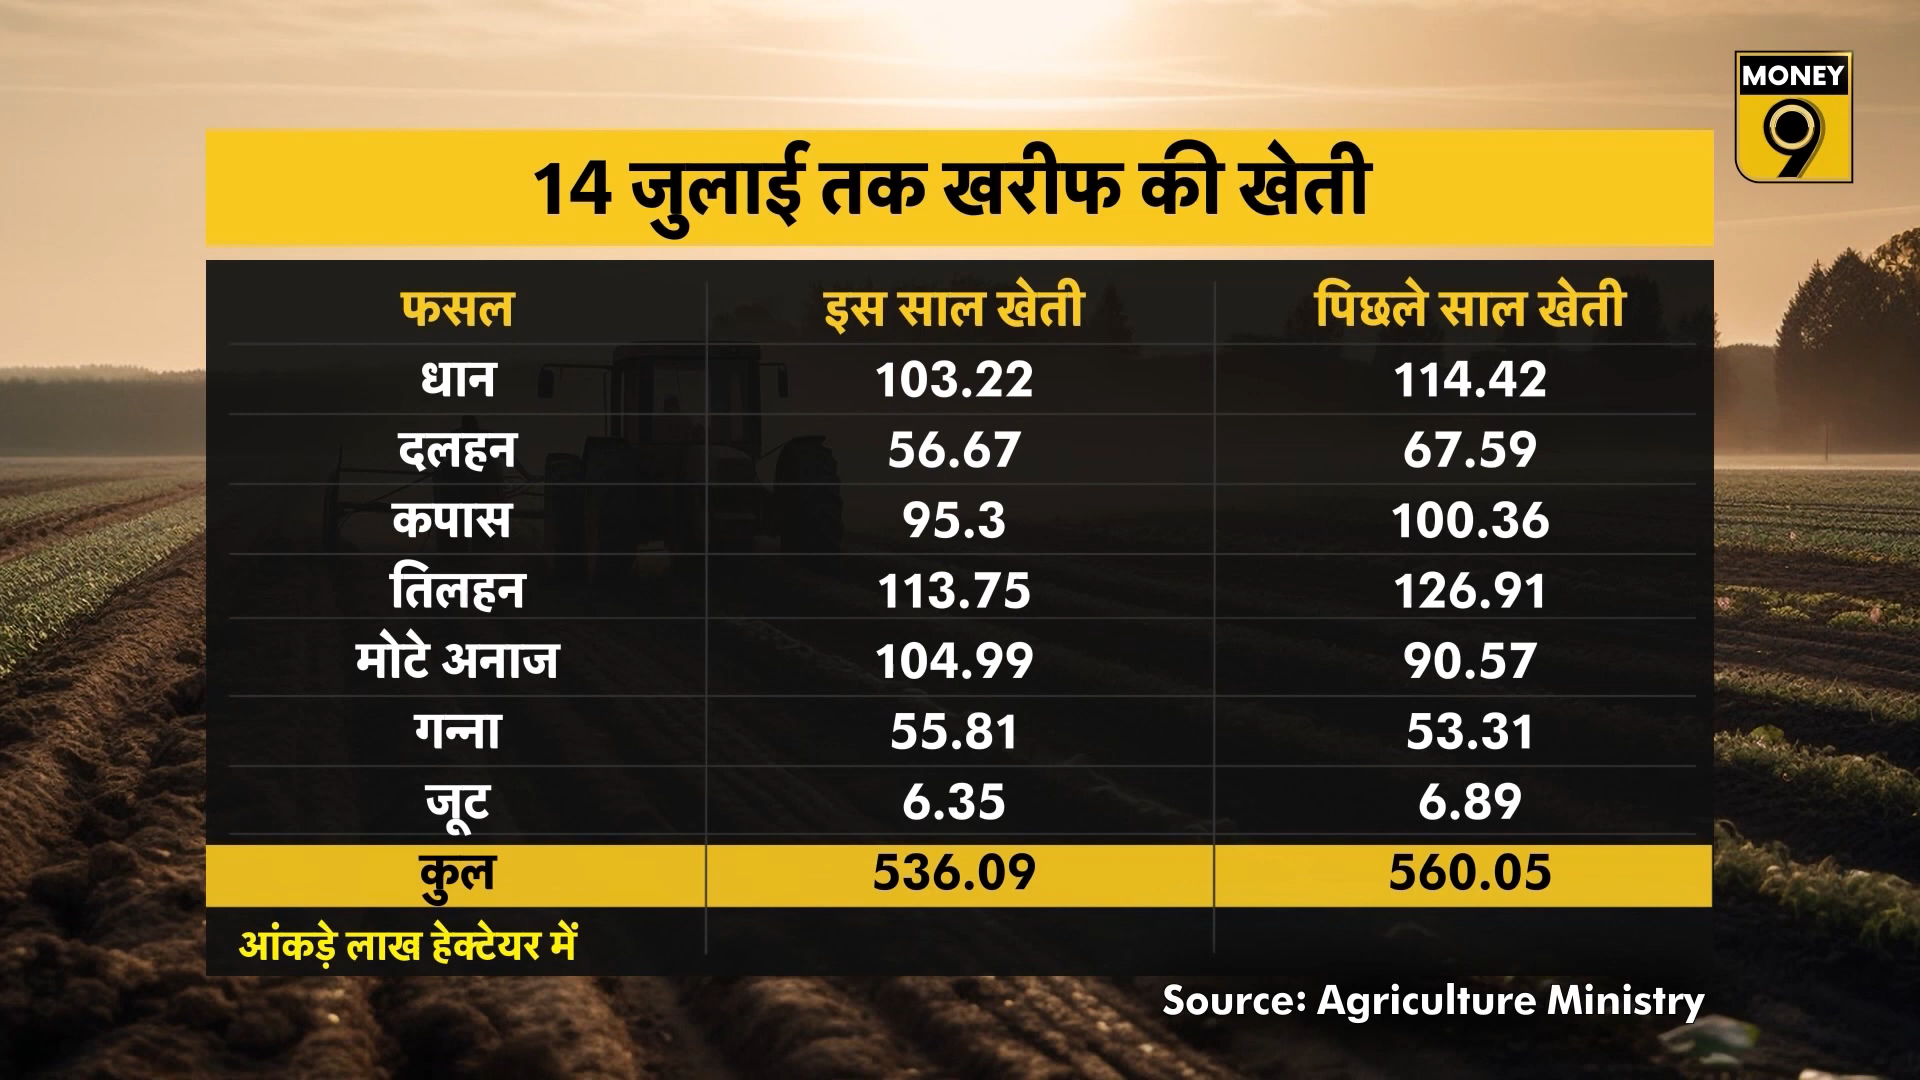 MONEY
9
14 जुलाई तक खरीफ की खेती
फसल इस साल खेती पिछले साल खेती
धान 103.22 114.42
दलहन 56.67 67.59
कपास 95.3 100.36
तिलहन 113.75 126.91
मोटे अनाज 104.99 90.57
गन्ना 55.81 53.31
जूट 6.35 6.89
कुल 536.09 560.05
आंकड़े लाख हेक्टेयर में
Source: Agriculture Ministry